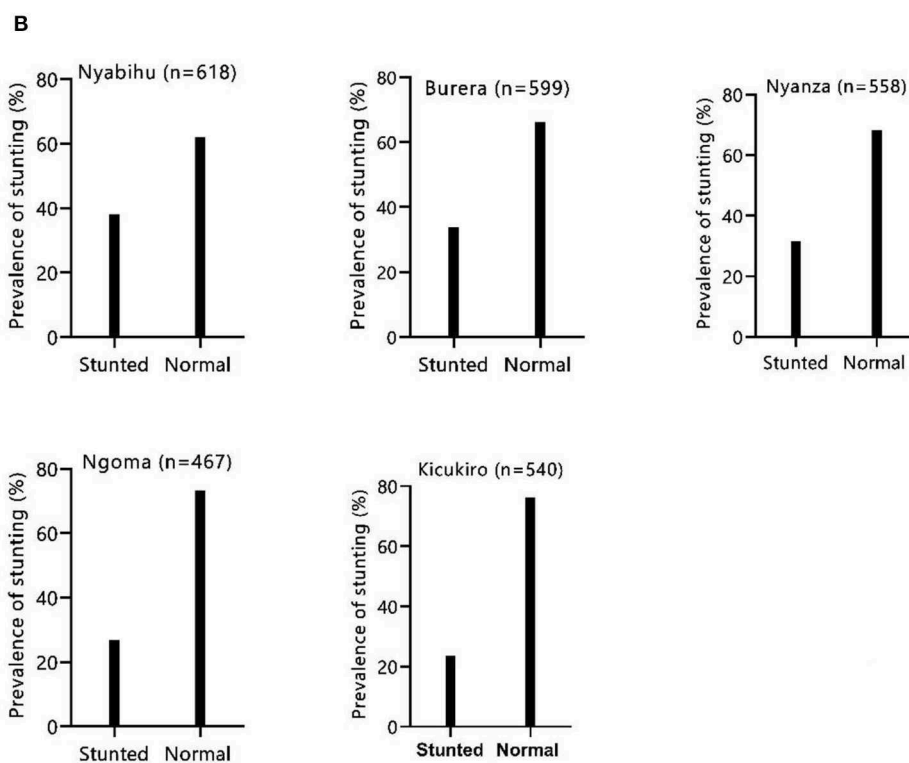 B
Nyabihu (n=618)
Prevalence of stunting (%)
80
60
40
20
0
Stunted Normal
Burera (n=599)
Prevalence of stunting (%)
80
60
40
20
0
Stunted Normal
Nyanza (n=558)
Prevalence of stunting (%)
80
60
40
20
0
Stunted Normal
Ngoma (n=467)
Prevalence of stunting (%)
80
60
40
20
0
Stunted Normal
Kicukiro (n=540)
Prevalence of stunting (%)
80
60
40
20
0
Stunted Normal